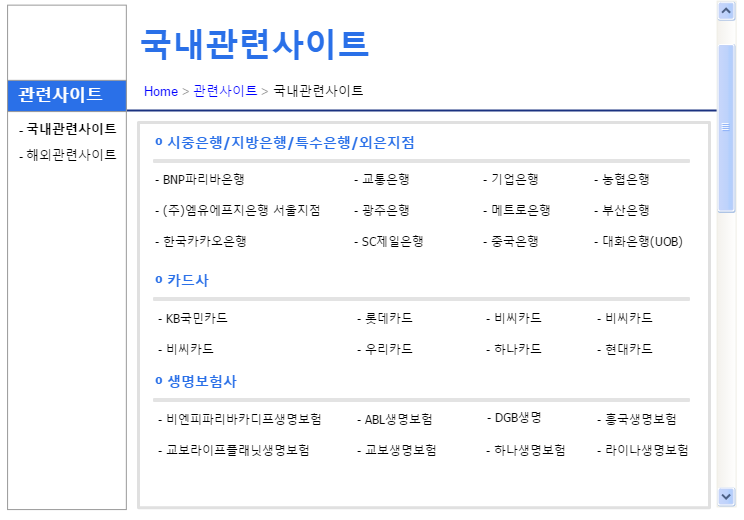 국내관련사이트
관련사이트
Home > 관련사이트 > 국내관련사이트
- 국내관련사이트
- 해외관련사이트
o 시중은행/지방은행/특수은행/외은지점
- BNP파리바은행 - 교통은행 - 기업은행 - 농협은행
- (주)엠유에프지은행 서울지점 - 광주은행 - 메트로은행 - 부산은행
- 한국카카오은행 - SC제일은행 - 중국은행 - 대화은행(UOB)
o 카드사
- KB국민카드 - 롯데카드 - 비씨카드 - 비씨카드
- 비씨카드 - 우리카드 - 하나카드 - 현대카드
o 생명보험사
- 비엔피파리바카디프생명보험 - ABL생명보험 - DGB생명 - 흥국생명보험
- 교보라이프플래닛생명보험 - 교보생명보험 - 하나생명보험 - 라이나생명보험